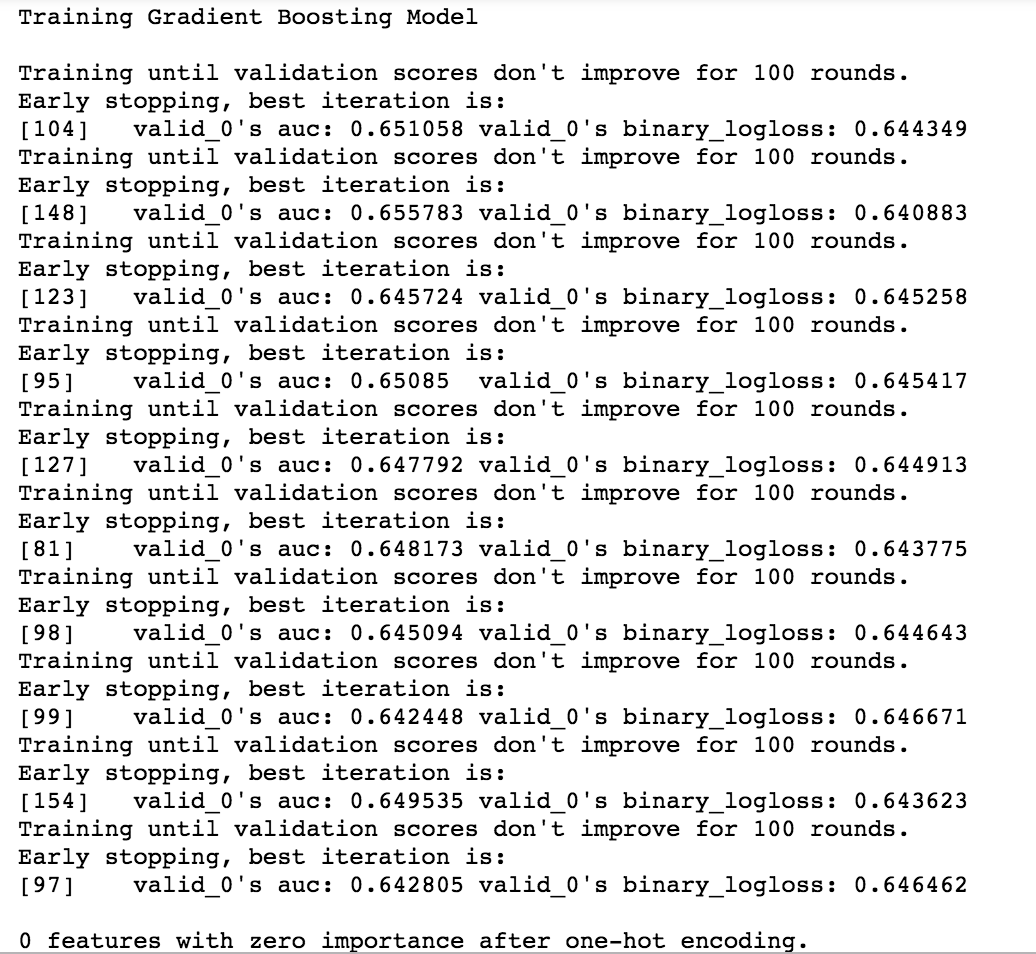 Training Gradient Boosting Model
Training until validation scores don't improve for 100 rounds.
Early stopping, best iteration is:
[104]   valid_0's auc: 0.651058 valid_0's binary_logloss: 0.644349
Training until validation scores don't improve for 100 rounds.
Early stopping, best iteration is:
[148]   valid_0's auc: 0.655783 valid_0's binary_logloss: 0.640883
Training until validation scores don't improve for 100 rounds.
Early stopping, best iteration is:
[123]   valid_0's auc: 0.645724 valid_0's binary_logloss: 0.645258
Training until validation scores don't improve for 100 rounds.
Early stopping, best iteration is:
[95]    valid_0's auc: 0.65085  valid_0's binary_logloss: 0.645417
Training until validation scores don't improve for 100 rounds.
Early stopping, best iteration is:
[127]   valid_0's auc: 0.647792 valid_0's binary_logloss: 0.644913
Training until validation scores don't improve for 100 rounds.
Early stopping, best iteration is:
[81]    valid_0's auc: 0.648173 valid_0's binary_logloss: 0.643775
Training until validation scores don't improve for 100 rounds.
Early stopping, best iteration is:
[98]    valid_0's auc: 0.645094 valid_0's binary_logloss: 0.644643
Training until validation scores don't improve for 100 rounds.
Early stopping, best iteration is:
[99]    valid_0's auc: 0.642448 valid_0's binary_logloss: 0.646671
Training until validation scores don't improve for 100 rounds.
Early stopping, best iteration is:
[154]   valid_0's auc: 0.649535 valid_0's binary_logloss: 0.643623
Training until validation scores don't improve for 100 rounds.
Early stopping, best iteration is:
[97]    valid_0's auc: 0.642805 valid_0's binary_logloss: 0.646462
0 features with zero importance after one-hot encoding.